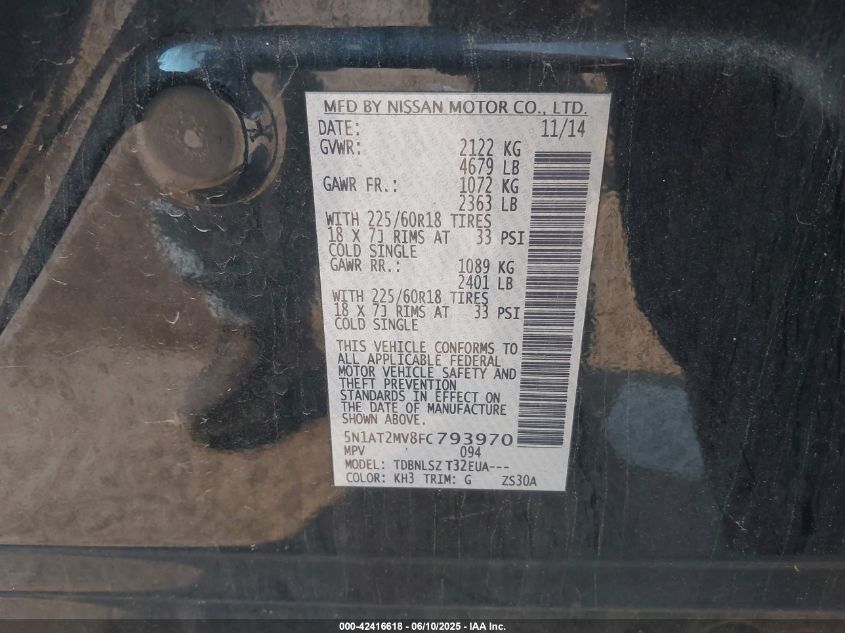 MFD BY NISSAN MOTOR CO., LTD.
DATE: 11/14
GVWR: 2122 KG
4679 LB
GAWR FR.: 1072 KG
2363 LB
WITH 225/60R18 TIRES
18 X 7J RIMS AT 33 PSI
COLD SINGLE
GAWR RR.: 1089 KG
2401 LB
WITH 225/60R18 TIRES
18 X 7J RIMS AT 33 PSI
COLD SINGLE
THIS VEHICLE CONFORMS TO
ALL APPLICABLE FEDERAL
MOTOR VEHICLE SAFETY AND
THEFT PREVENTION
STANDARDS IN EFFECT ON
THE DATE OF MANUFACTURE
SHOWN ABOVE.
5N1AT2MV8FC793970
MPV 094
MODEL: TDBNLSZ T32EUA---
COLOR: KH3 TRIM: G ZS30A
000-42416618 - 06/10/2025 - IAA Inc.